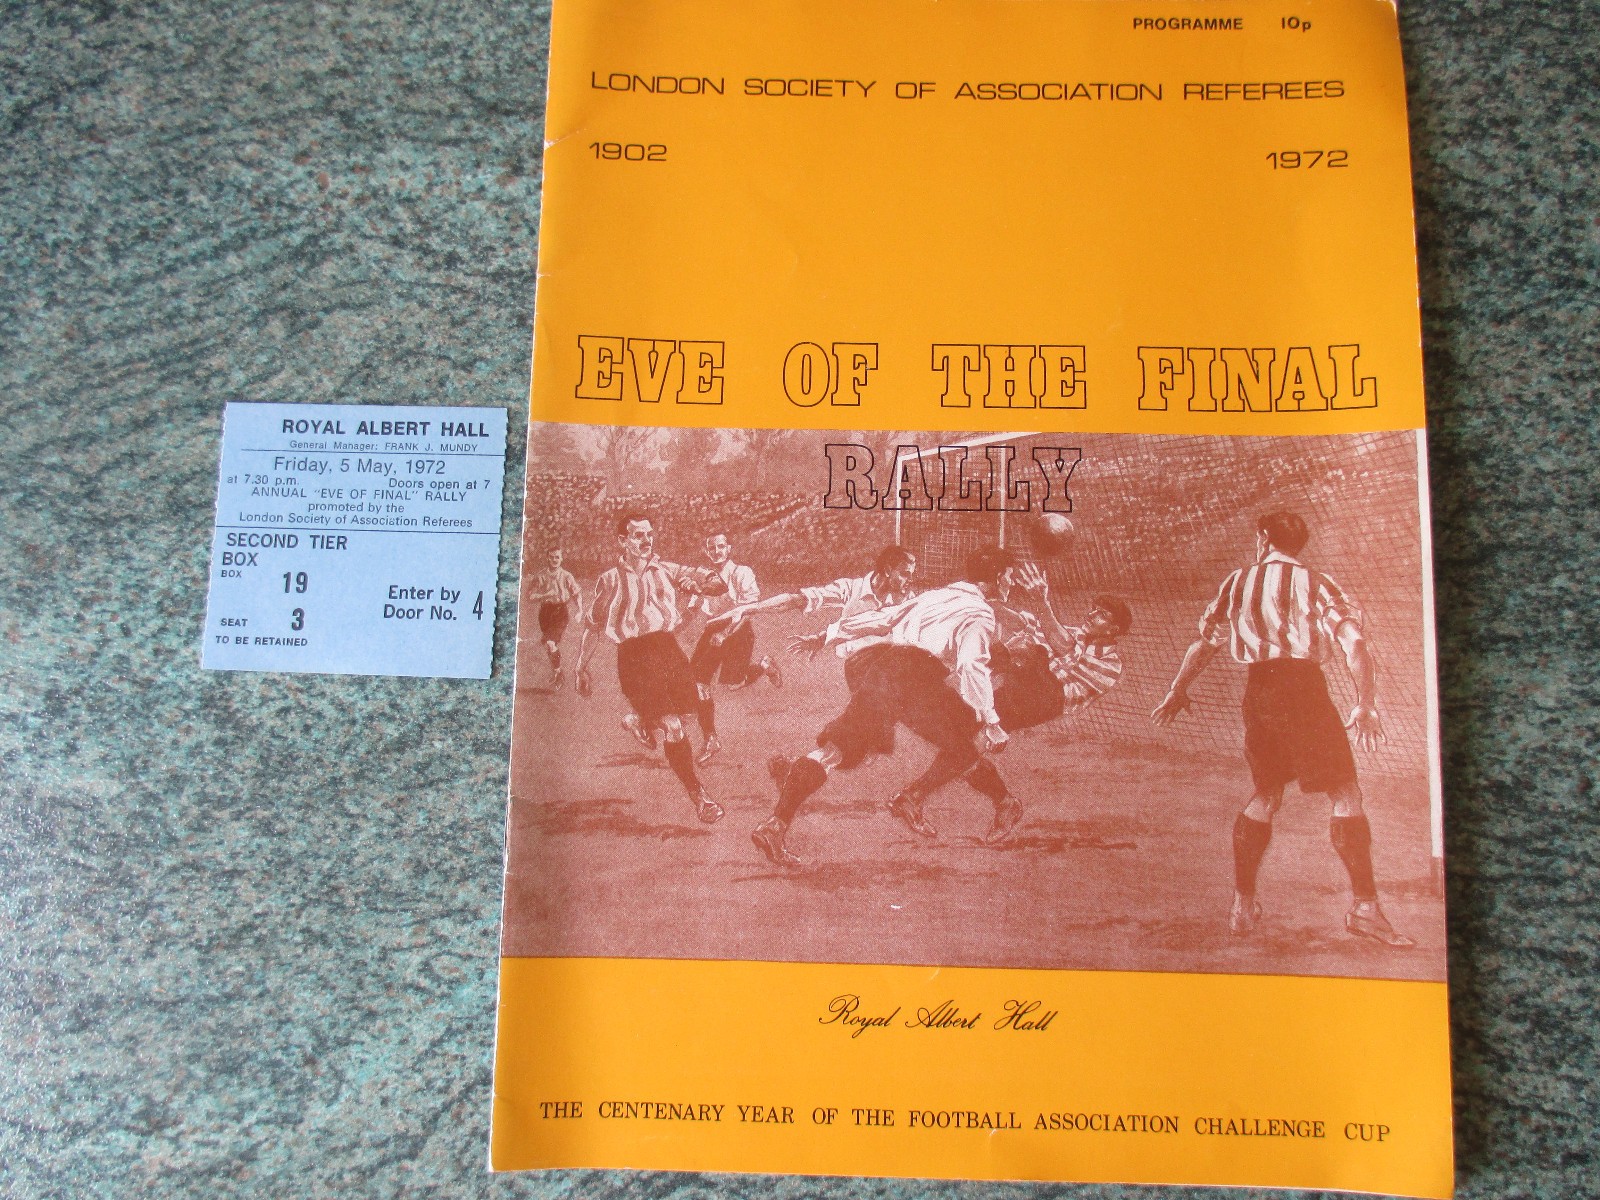 ROYAL ALBERT HALL
General Manager: FRANK J. MUNDY
Friday, 5 May, 1972
at 7.30 p.m. Doors open at 7
ANNUAL "EVE OF FINAL" RALLY
promoted by the
London Society of Association Referees
SECOND TIER
BOX
BOX 19
Enter by
Door No. 4
SEAT 3
TO BE RETAINED
PROGRAMME 10p
LONDON SOCIETY OF ASSOCIATION REFEREES
1902 1972
EVE OF THE FINAL
RALLY
Royal Albert Hall
THE CENTENARY YEAR OF THE FOOTBALL ASSOCIATION CHALLENGE CUP